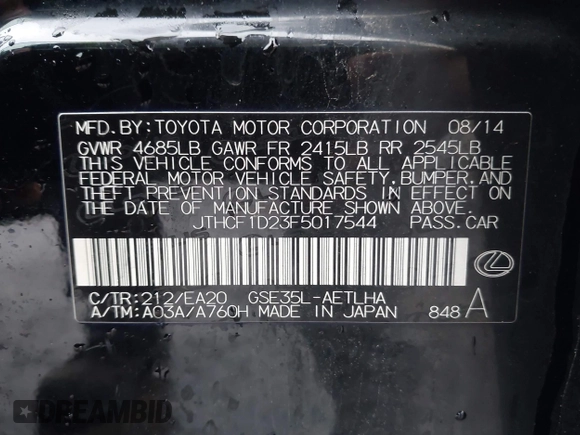 MFD. BY: TOYOTA MOTOR CORPORATION 08/14
GVWR 4685LB GAWR FR 2415LB RR 2545LB
THIS VEHICLE CONFORMS TO ALL APPLICABLE
FEDERAL MOTOR VEHICLE SAFETY, BUMPER, AND
THEFT PREVENTION STANDARDS IN EFFECT ON
THE DATE OF MANUFACTURE SHOWN ABOVE.
JTHCF1D23F5017544 PASS. CAR
C/TR: 212/EA20 GSE35L-AETLHA
A/TM: A03A/A760H MADE IN JAPAN 848 A
DREAMBID